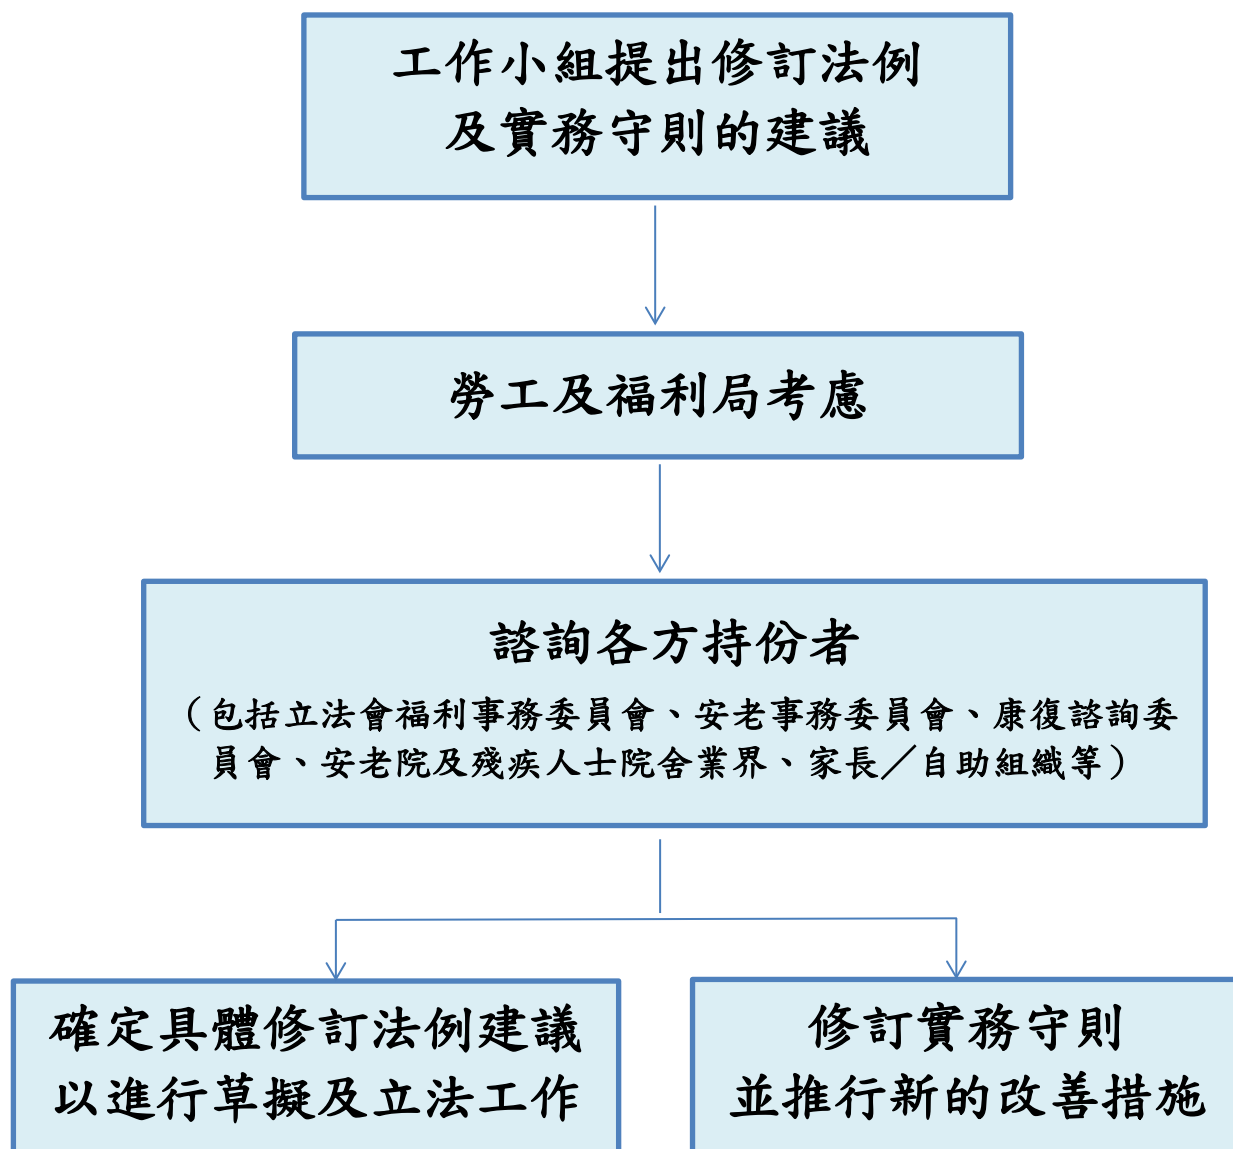 工作小組提出修訂法例
及實務守則的建議
勞工及福利局考慮
諮詢各方持份者
（包括立法會福利事務委員會、安老事務委員會、康復諮詢委
員會、安老院及殘疾人士院舍業界、家長／自助組織等）
確定具體修訂法例建議
以進行草擬及立法工作
修訂實務守則
並推行新的改善措施